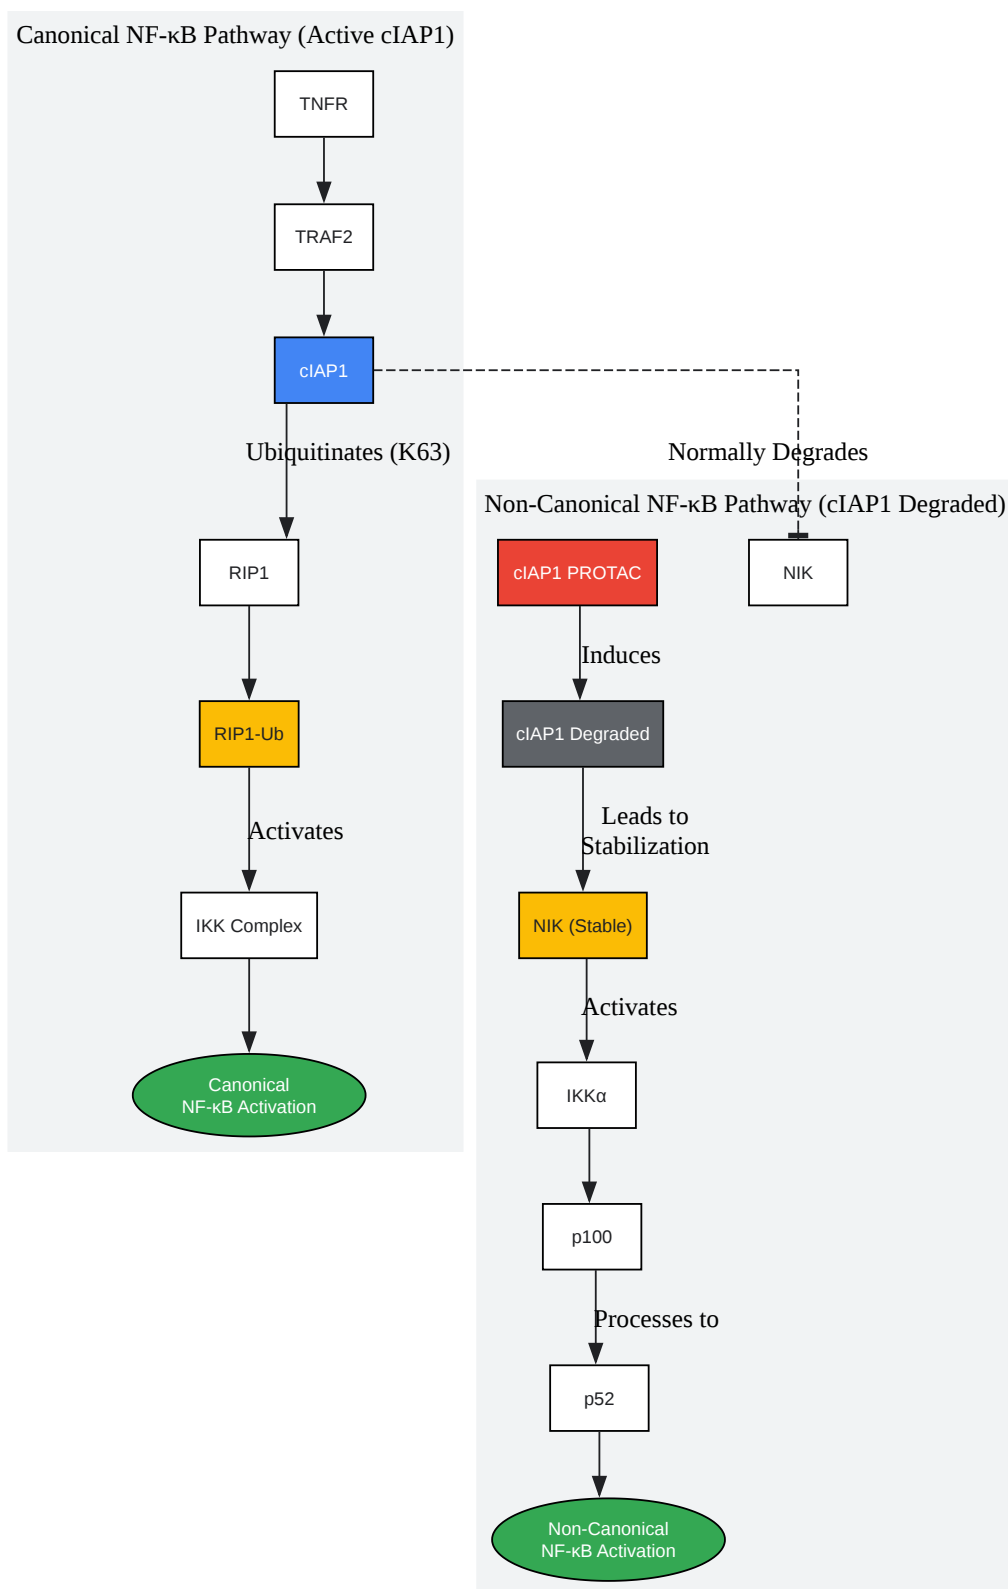 Canonical NF-κB Pathway (Active cIAP1)
TNFR
TRAF2
cIAP1
Ubiquitinates (K63)
RIP1
RIP1-Ub
Activates
IKK Complex
Canonical
NF-κB Activation
Normally Degrades
Non-Canonical NF-κB Pathway (cIAP1 Degraded)
cIAP1 PROTAC
NIK
Induces
cIAP1 Degraded
Leads to
Stabilization
NIK (Stable)
Activates
IKKα
p100
Processes to
p52
Non-Canonical
NF-κB Activation